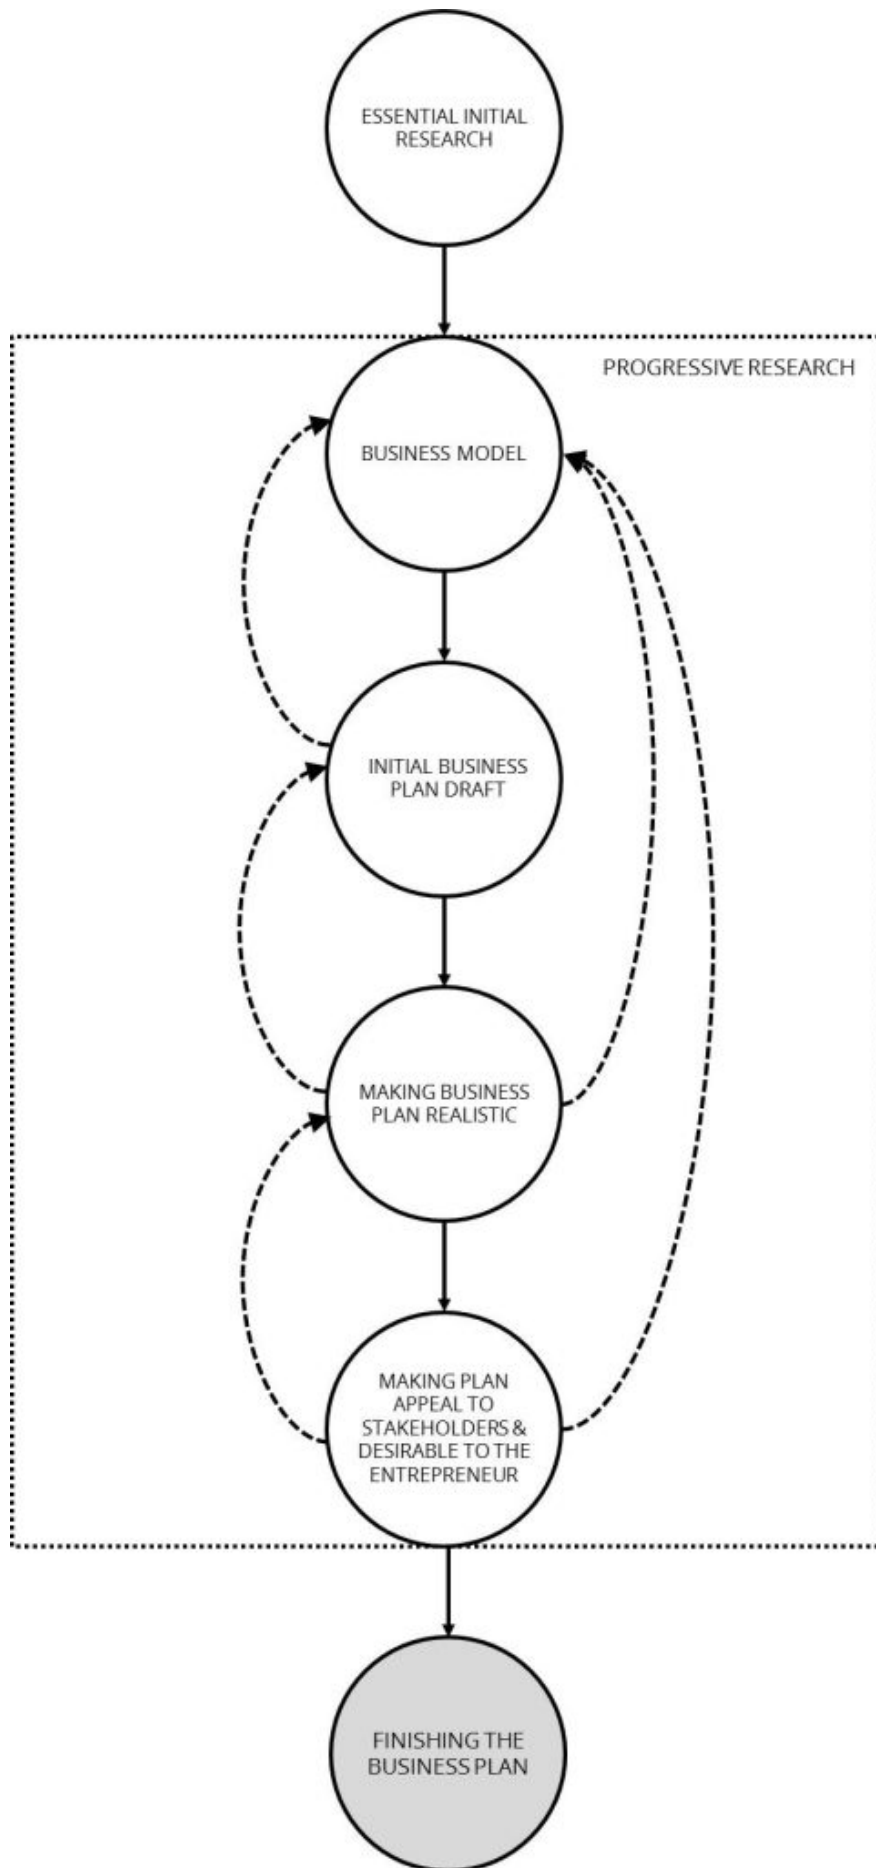 ESSENTIAL INITIAL
RESEARCH
PROGRESSIVE RESEARCH
BUSINESS MODEL
INITIAL BUSINESS
PLAN DRAFT
MAKING BUSINESS
PLAN REALISTIC
MAKING PLAN
APPEAL TO
STAKEHOLDERS &
DESIRABLE TO THE
ENTREPRENEUR
FINISHING THE
BUSINESS PLAN